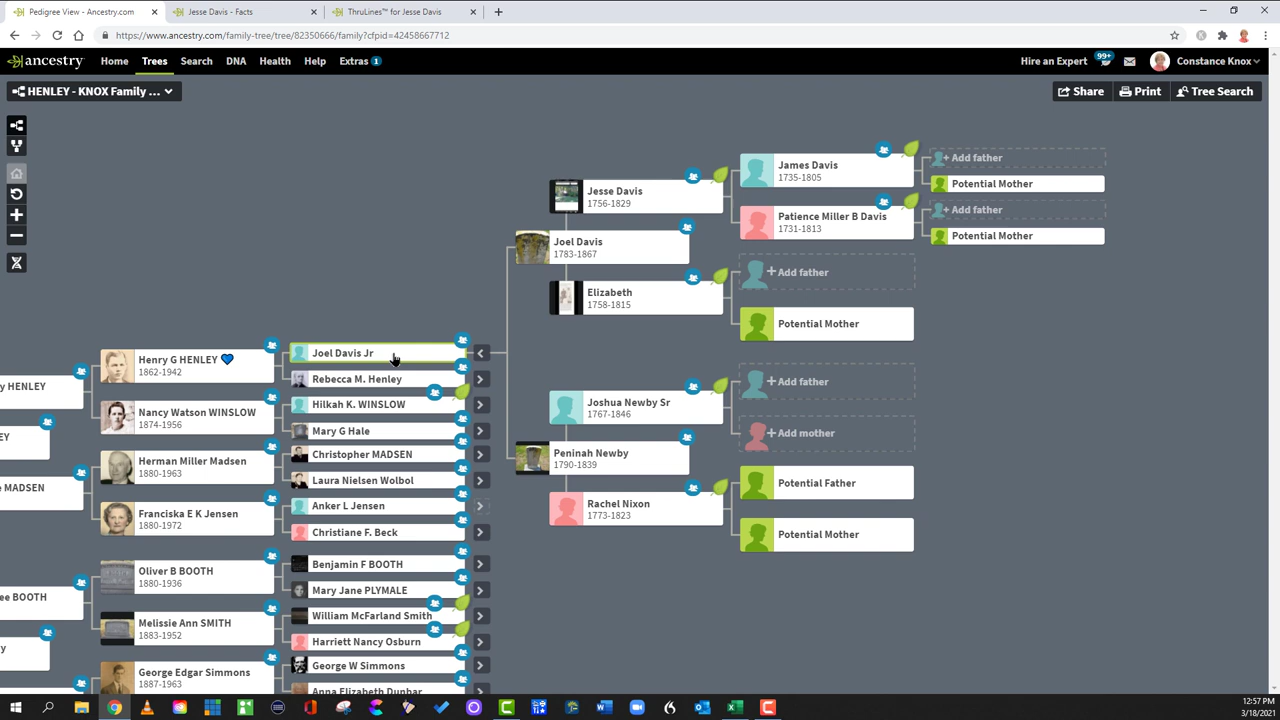 Pedigree View - Ancestry.com
Jesse Davis - Facts
ThruLines™ for Jesse Davis
https://www.ancestry.com/family-tree/tree/82350666/family?cfpid=42458667712
ancestry
Home
Trees
Search
DNA
Health
Help
Extras
1
Hire an Expert
99+
Constance Knox
HENLEY - KNOX Family ...
Share
Print
Tree Search
James Davis
1735-1805
Add father
Potential Mother
Jesse Davis
1756-1829
Patience Miller B Davis
1731-1813
Add father
Potential Mother
Joel Davis
1783-1867
Add father
Elizabeth
1758-1815
Potential Mother
Joel Davis Jr
Henry G HENLEY
1862-1942
Rebecca M. Henley
y HENLEY
Hilkah K. WINSLOW
Nancy Watson WINSLOW
1874-1956
Mary G Hale
EY
Joshua Newby Sr
1767-1846
Add father
Add mother
Peninah Newby
1790-1839
Christopher MADSEN
Herman Miller Madsen
1880-1963
Laura Nielsen Wolbol
e MADSEN
Potential Father
Rachel Nixon
1773-1823
Potential Mother
Anker L Jensen
Franciska E K Jensen
1880-1972
Christiane F. Beck
Benjamin F BOOTH
Oliver B BOOTH
1880-1936
Mary Jane PLYMALE
ee BOOTH
William McFarland Smith
Melissie Ann SMITH
1883-1952
Harriett Nancy Osburn
y
George W Simmons
George Edgar Simmons
1887-1963
Anna Elizabeth Dunbar
12:57 PM
3/18/2021